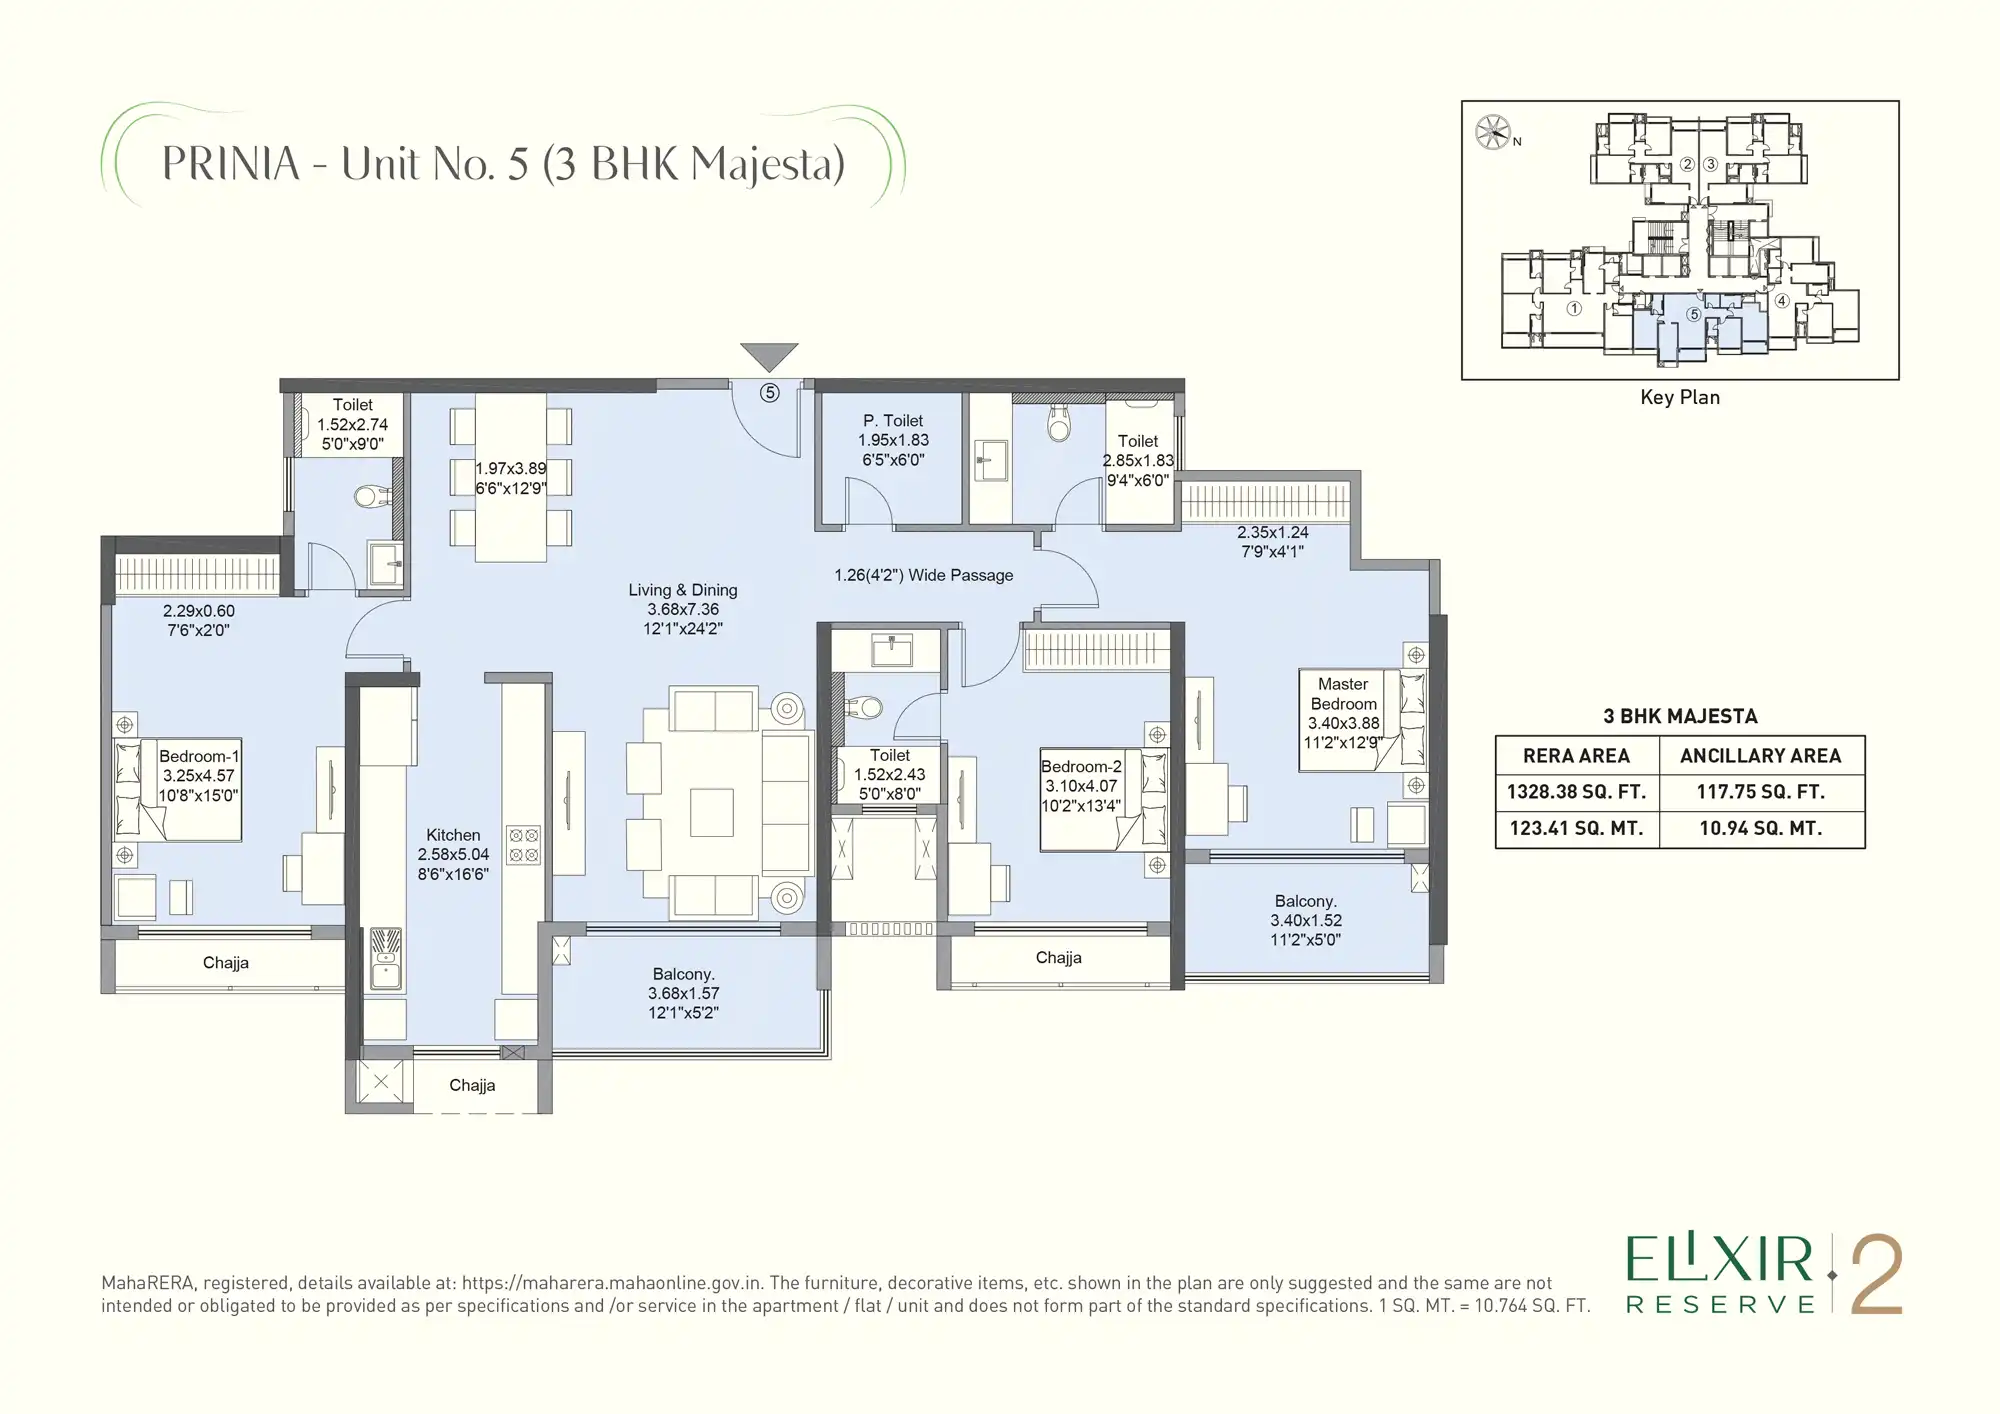 PRINIA - Unit No. 5 (3 BHK Majesta)
N
2
3
1
4
5
Key Plan
5
Toilet
1.52x2.74
5'0"x9'0"
1.97x3.89
6'6"x12'9"
P. Toilet
1.95x1.83
6'5"x6'0"
Toilet
2.85x1.83
9'4"x6'0"
2.35x1.24
7'9"x4'1"
2.29x0.60
7'6"x2'0"
Living & Dining
3.68x7.36
12'1"x24'2"
1.26(4'2") Wide Passage
Bedroom-1
3.25x4.57
10'8"x15'0"
Kitchen
2.58x5.04
8'6"x16'6"
Toilet
1.52x2.43
5'0"x8'0"
Bedroom-2
3.10x4.07
10'2"x13'4"
Master
Bedroom
3.40x3.88
11'2"x12'9"
Chajja
Balcony.
3.68x1.57
12'1"x5'2"
Chajja
Balcony.
3.40x1.52
11'2"x5'0"
Chajja
3 BHK MAJESTA
RERA AREA ANCILLARY AREA
1328.38 SQ. FT. 117.75 SQ. FT.
123.41 SQ. MT. 10.94 SQ. MT.
MahaRERA, registered, details available at: https://maharera.mahaonline.gov.in. The furniture, decorative items, etc. shown in the plan are only suggested and the same are not
intended or obligated to be provided as per specifications and /or service in the apartment / flat / unit and does not form part of the standard specifications. 1 SQ. MT. = 10.764 SQ. FT.
ELIXIR
RESERVE
2